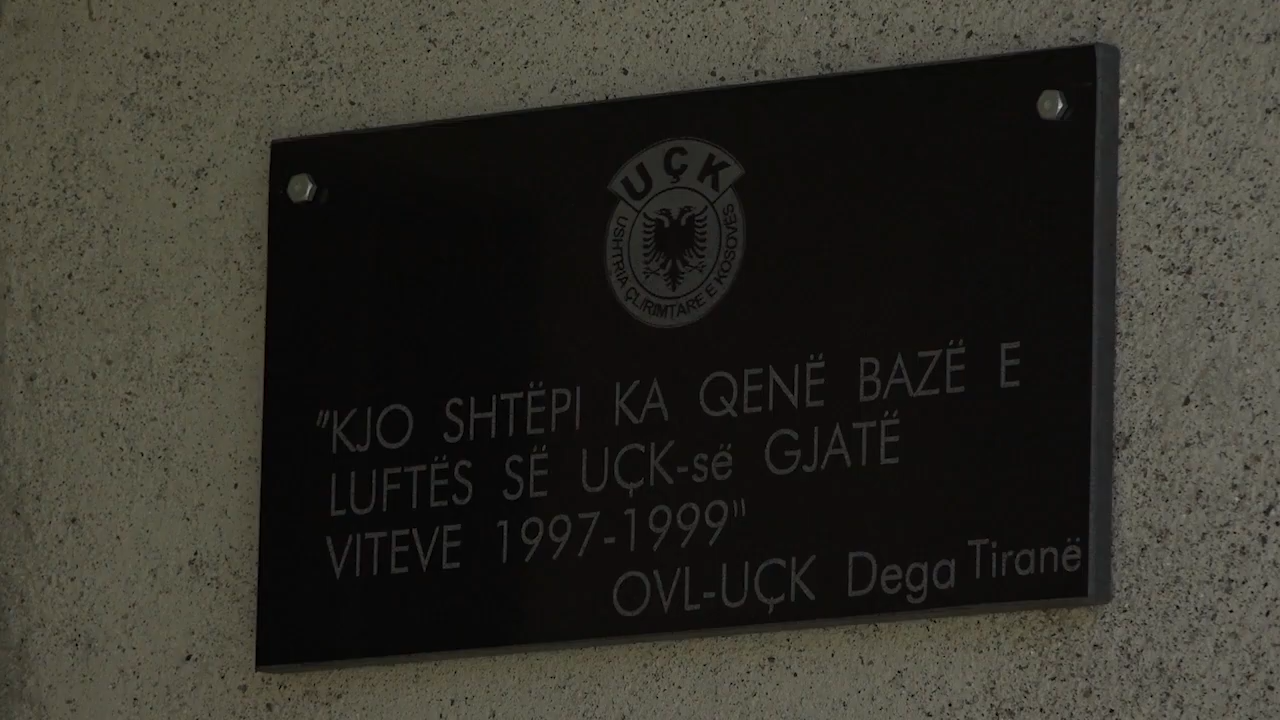 UÇK
USHTRIA ÇLIRIMTARE E KOSOVËS
"KJO SHTËPI KA QENË BAZË E
LUFTËS SË UÇK-së GJATË
VITEVE 1997-1999"
OVL-UÇK Dega Tiranë